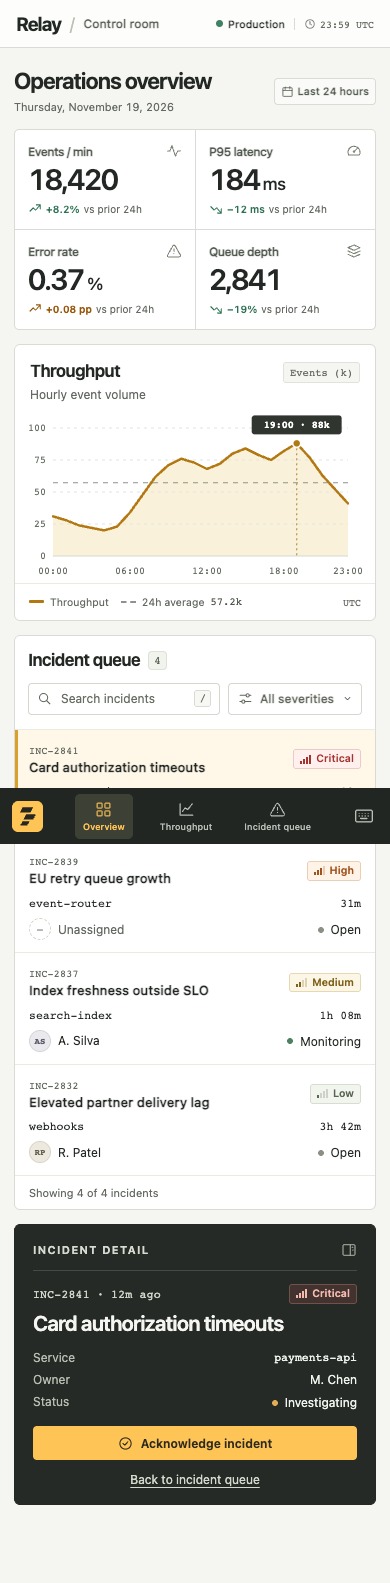 Relay / Control room
Production
23:59 UTC
Operations overview
Thursday, November 19, 2026
Last 24 hours
Events / min
18,420
+8.2% vs prior 24h
P95 latency
184 ms
−12 ms vs prior 24h
Error rate
0.37 %
+0.08 pp vs prior 24h
Queue depth
2,841
−19% vs prior 24h
Throughput
Hourly event volume
Events (k)
19:00 · 88k
100
75
50
25
0
00:00 06:00 12:00 18:00 23:00
Throughput
24h average 57.2k
UTC
Incident queue 4
Search incidents /
All severities
INC-2841
Card authorization timeouts
Critical
Overview
Throughput
Incident queue
INC-2839
EU retry queue growth
High
event-router 31m
– Unassigned
Open
INC-2837
Index freshness outside SLO
Medium
search-index 1h 08m
AS A. Silva
Monitoring
INC-2832
Elevated partner delivery lag
Low
webhooks 3h 42m
RP R. Patel
Open
Showing 4 of 4 incidents
INCIDENT DETAIL
INC-2841 · 12m ago
Critical
Card authorization timeouts
Service payments-api
Owner M. Chen
Status Investigating
Acknowledge incident
Back to incident queue